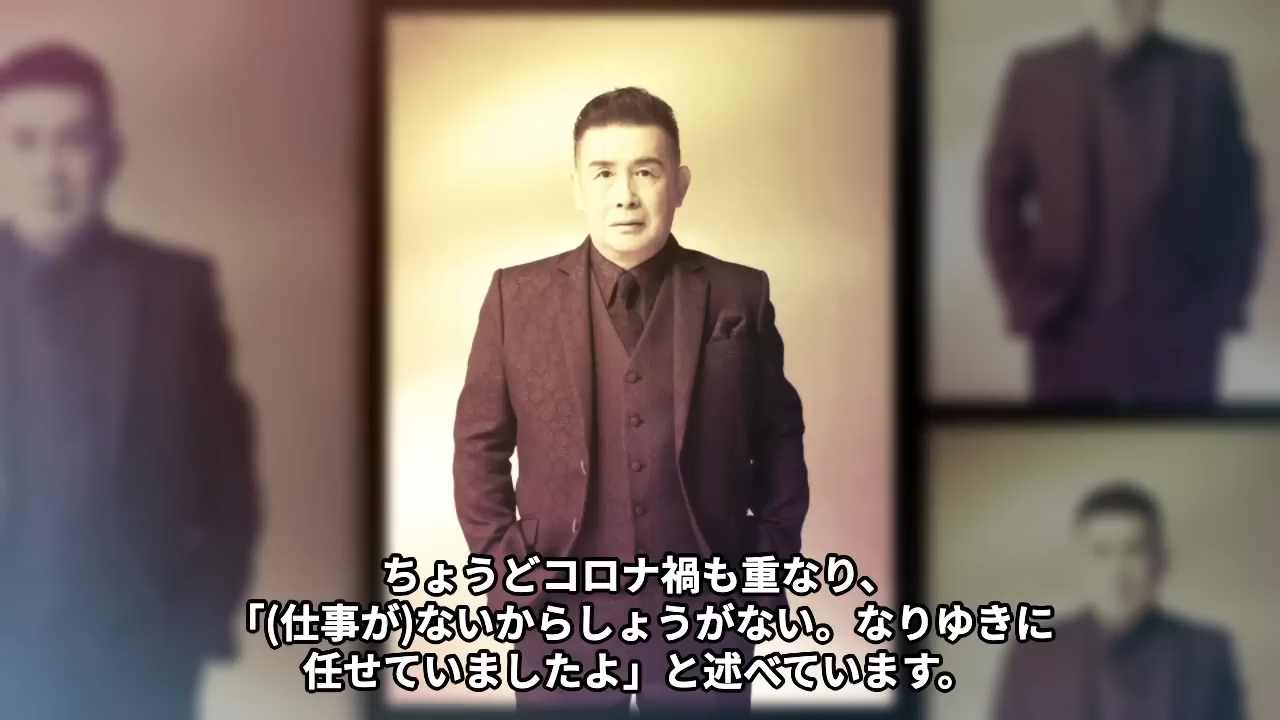 ちょうどコロナ禍も重なり、
「(仕事が)ないからしょうがない。なりゆきに
任せていましたよ」と述べています。